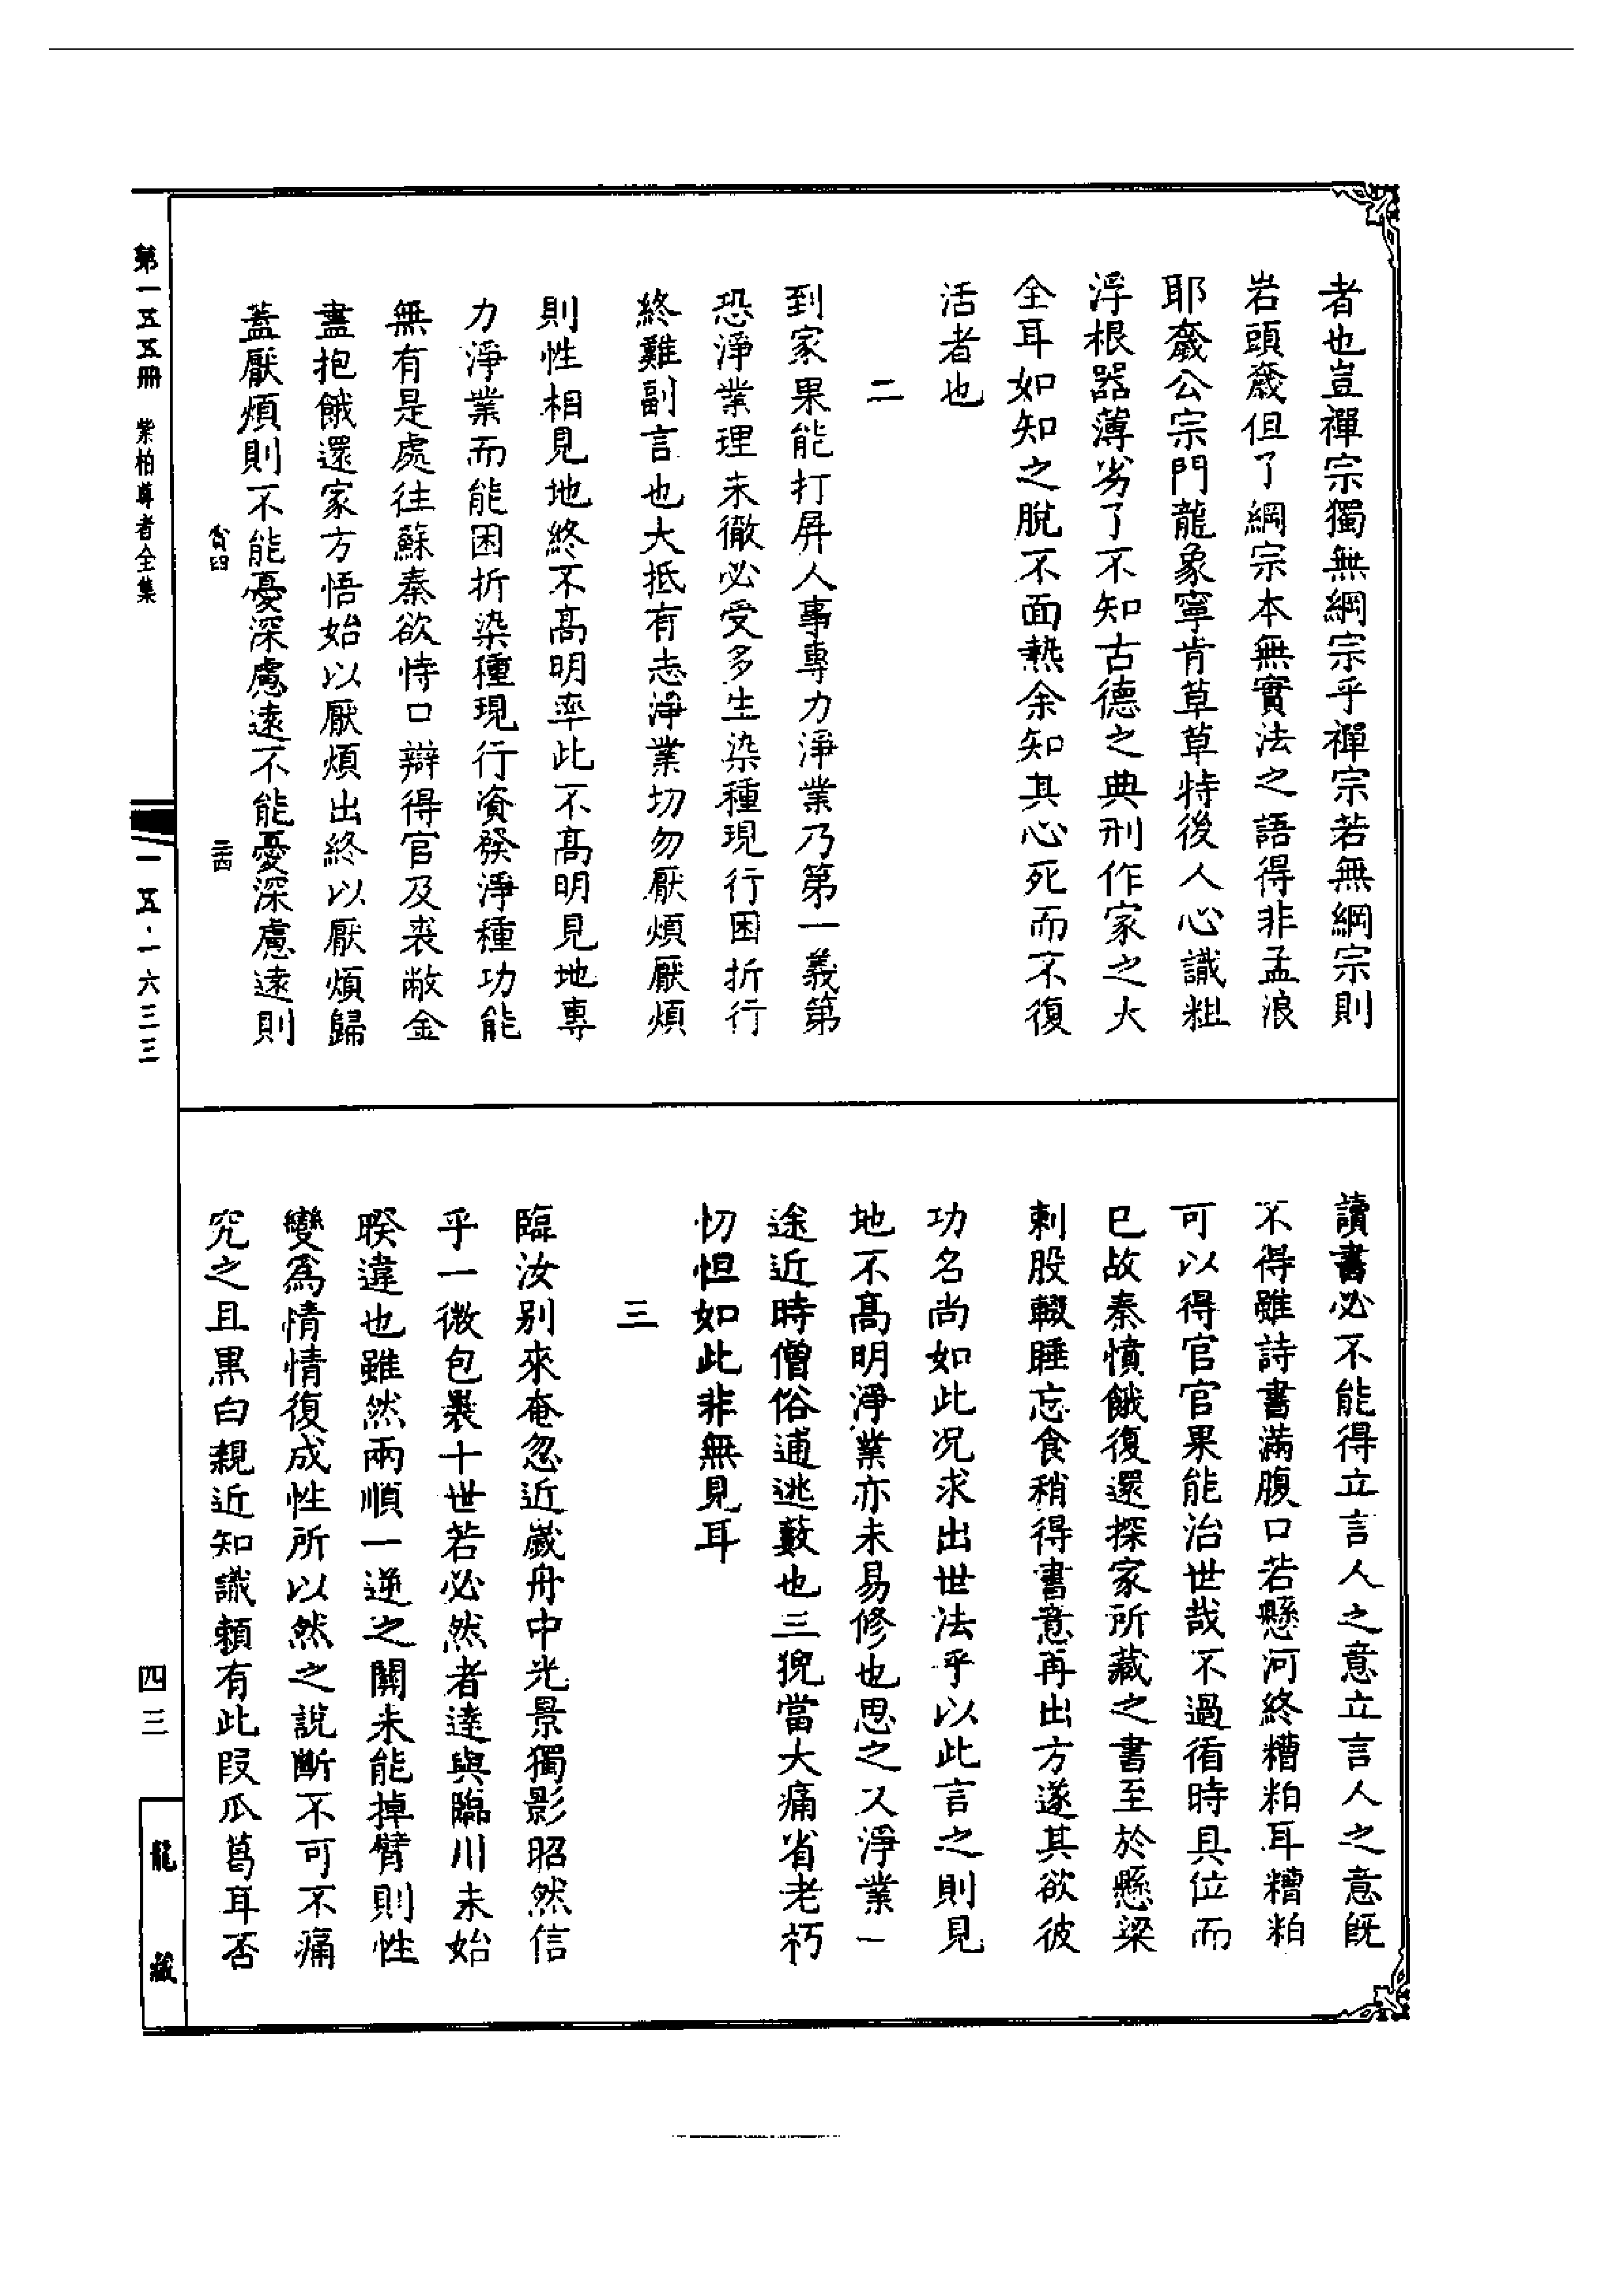 者也豈禪宗獨無綱宗乎禪宗若無綱宗則
岩頭奯但了綱宗本無實法之語得非孟浪
耶奯公宗門龍象寧肯草草特後人心識粗
浮根器薄劣了不知古德之典刑作家之大
全耳如知之脫不面熱余知其心死而不復
活者也
二
到家果能打屏人事專力淨業乃第一義第
恐淨業理未徹必受多生染種現行困折行
終難副言也大抵有志淨業切勿厭煩厭煩
則性相見地終不高明率此不高明見地專
力淨業而能困折染種現行資發淨種功能
無有是處往蘇秦欲恃口辯得官及裘敝金
盡抱餓還家方悟始以厭煩出終以厭煩歸
蓋厭煩則不能憂深慮遠不能憂深慮遠則
四
二四
讀書必不能得立言人之意立言人之意旣
不得雖詩書滿腹口若懸河終糟粕耳糟粕
可以得官官果能治世哉不過循時具位而
已故秦憤餓復還探家所藏之書至於懸梁
刺股輟睡忘食稍得書意再出方遂其欲彼
功名尚如此况求出世法乎以此言之則見
地不高明淨業亦未易修也思之又淨業一
途近時僧俗逋逃藪也三猊當大痛省老朽
忉怛如此非無見耳
三
臨汝别來奄忽近嵗舟中光景獨影昭然信
乎一微包裹十世若必然者達與臨川未始
睽違也雖然兩順一逆之關未能掉臂則性
變爲情情復成性所以然之說斷不可不痛
究之且黑白親近知識頼有此叚瓜葛耳否
第一五五冊　紫柏尊者全集
一五五‧一六三三
四三
龍藏